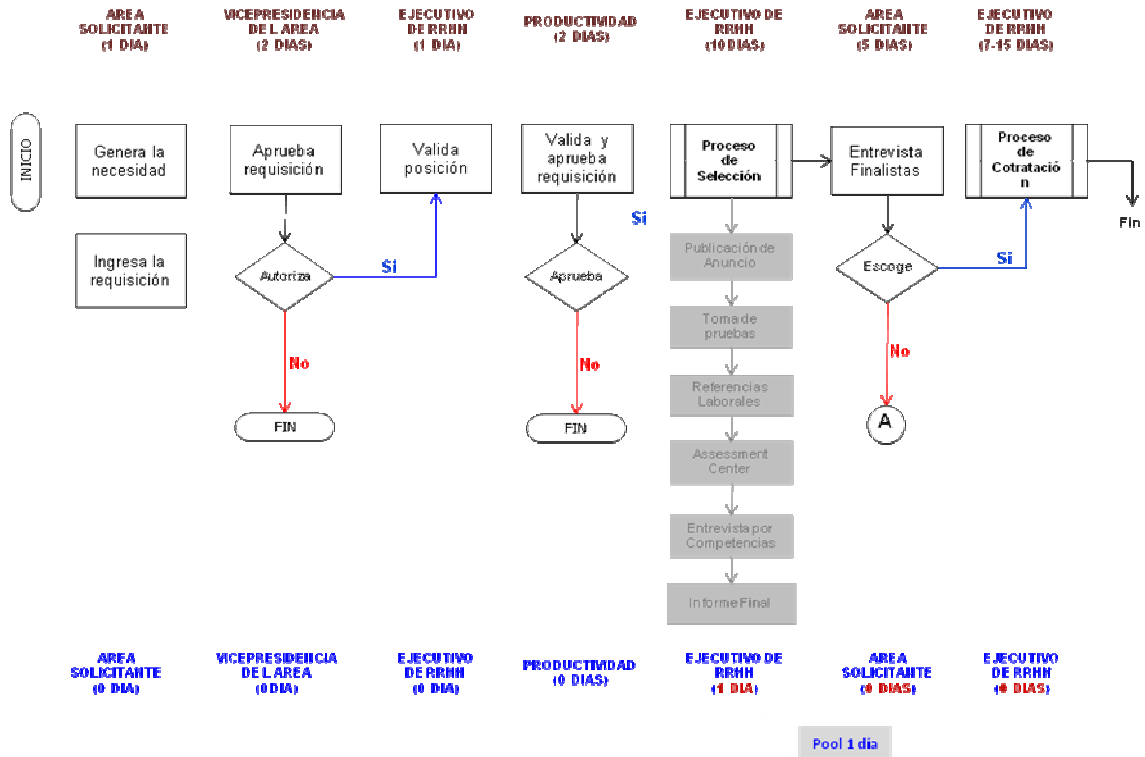 AREA
SOLICITANTE
(1 DIA)
VICEPRESIDENCIA
DE L AREA
(2 DIAS)
EJECUTIVO
DE RRHH
(1 DIA)
PRODUCTIVIDAD
(2 DIAS)
EJECUTIVO DE
RRHH
(10 DIAS)
AREA
SOLICITANTE
(5 DIAS)
EJECUTIVO
DE RRHH
(7-15 DIAS)
INICIO
Genera la
necesidad
Aprueba
requisición
Valida
posición
Valida y
aprueba
requisición
Proceso
de
Selección
Entrevista
Finalistas
Proceso
de
Cotratació
n
Fin
Si
Ingresa la
requisición
Autoriza
Si
Aprueba
Publicación de
Anuncio
Escoge
Si
Toma de
pruebas
No
No
No
Referencias
Laborales
FIN
FIN
A
Assessment
Center
Entrevista por
Competencias
Informe Final
AREA
SOLICITANTE
(0 DIA)
VICEPRESIDENCIA
DE L AREA
(0 DIA)
EJECUTIVO
DE RRHH
(0 DIA)
PRODUCTIVIDAD
(0 DIAS)
EJECUTIVO DE
RRHH
(1 DIA)
AREA
SOLICITANTE
(0 DIAS)
EJECUTIVO
DE RRHH
(0 DIAS)
Pool 1 dia